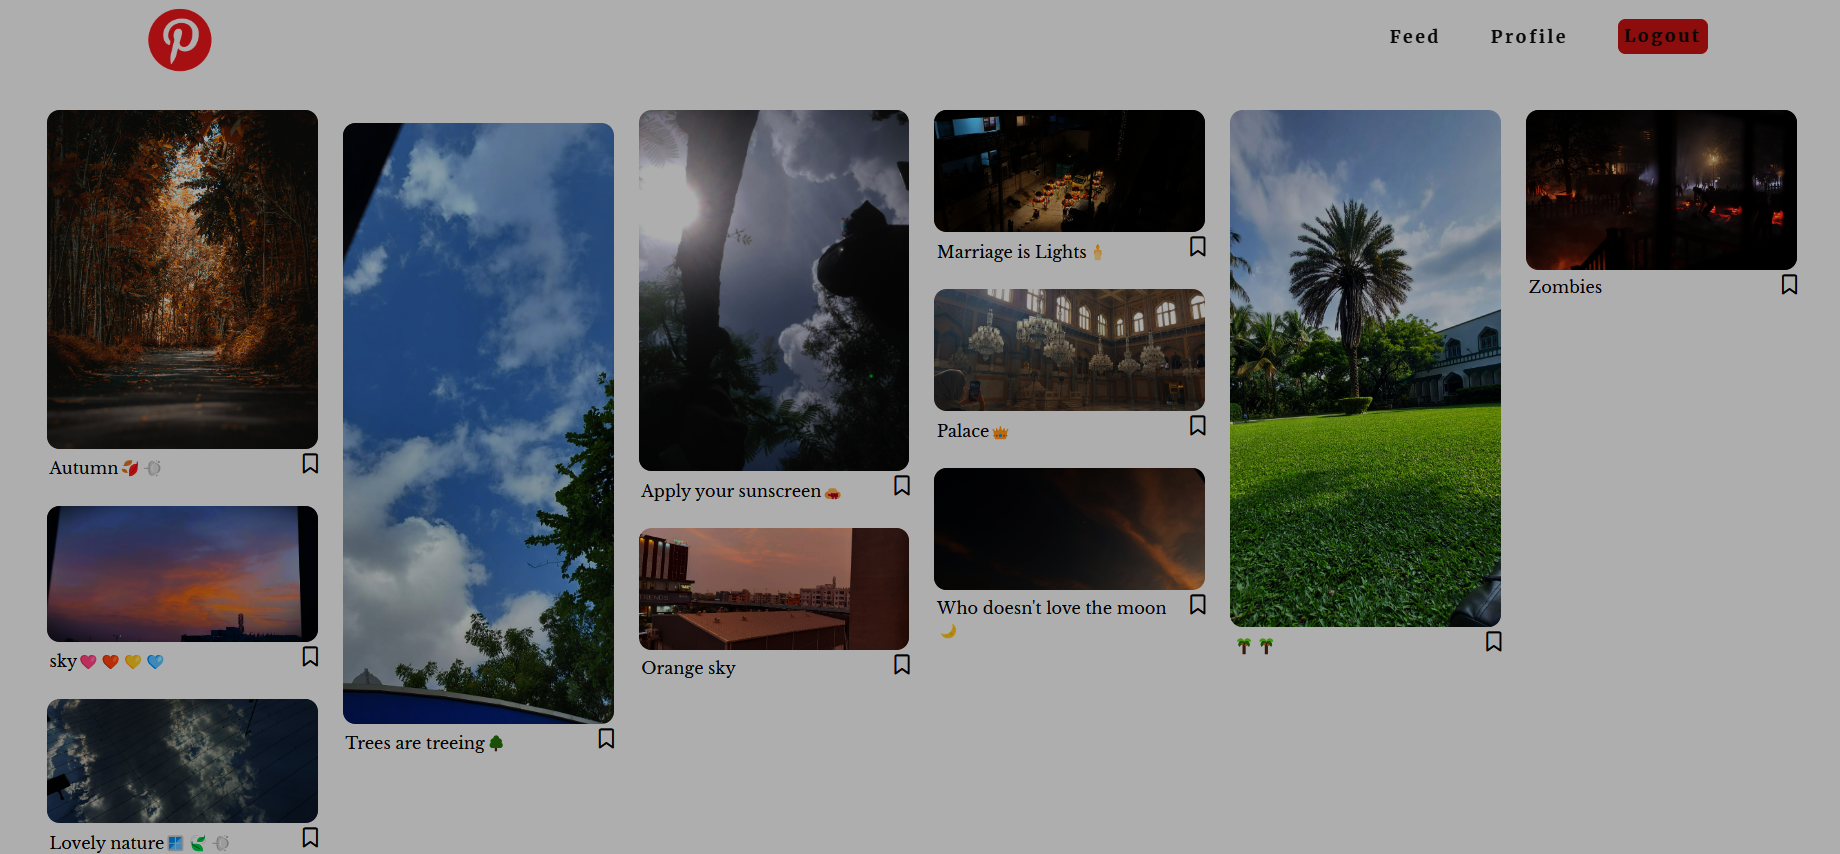 Feed
Profile
Logout
Autumn 🍂 💨
sky 💗 ❤️ 💛 💙
Lovely nature 🪟 🍃 💨
Trees are treeing 🌳
Apply your sunscreen 👒
Orange sky
Marriage is Lights
Palace 👑
Who doesn't love the moon
🌙
🌴 🌴
Zombies